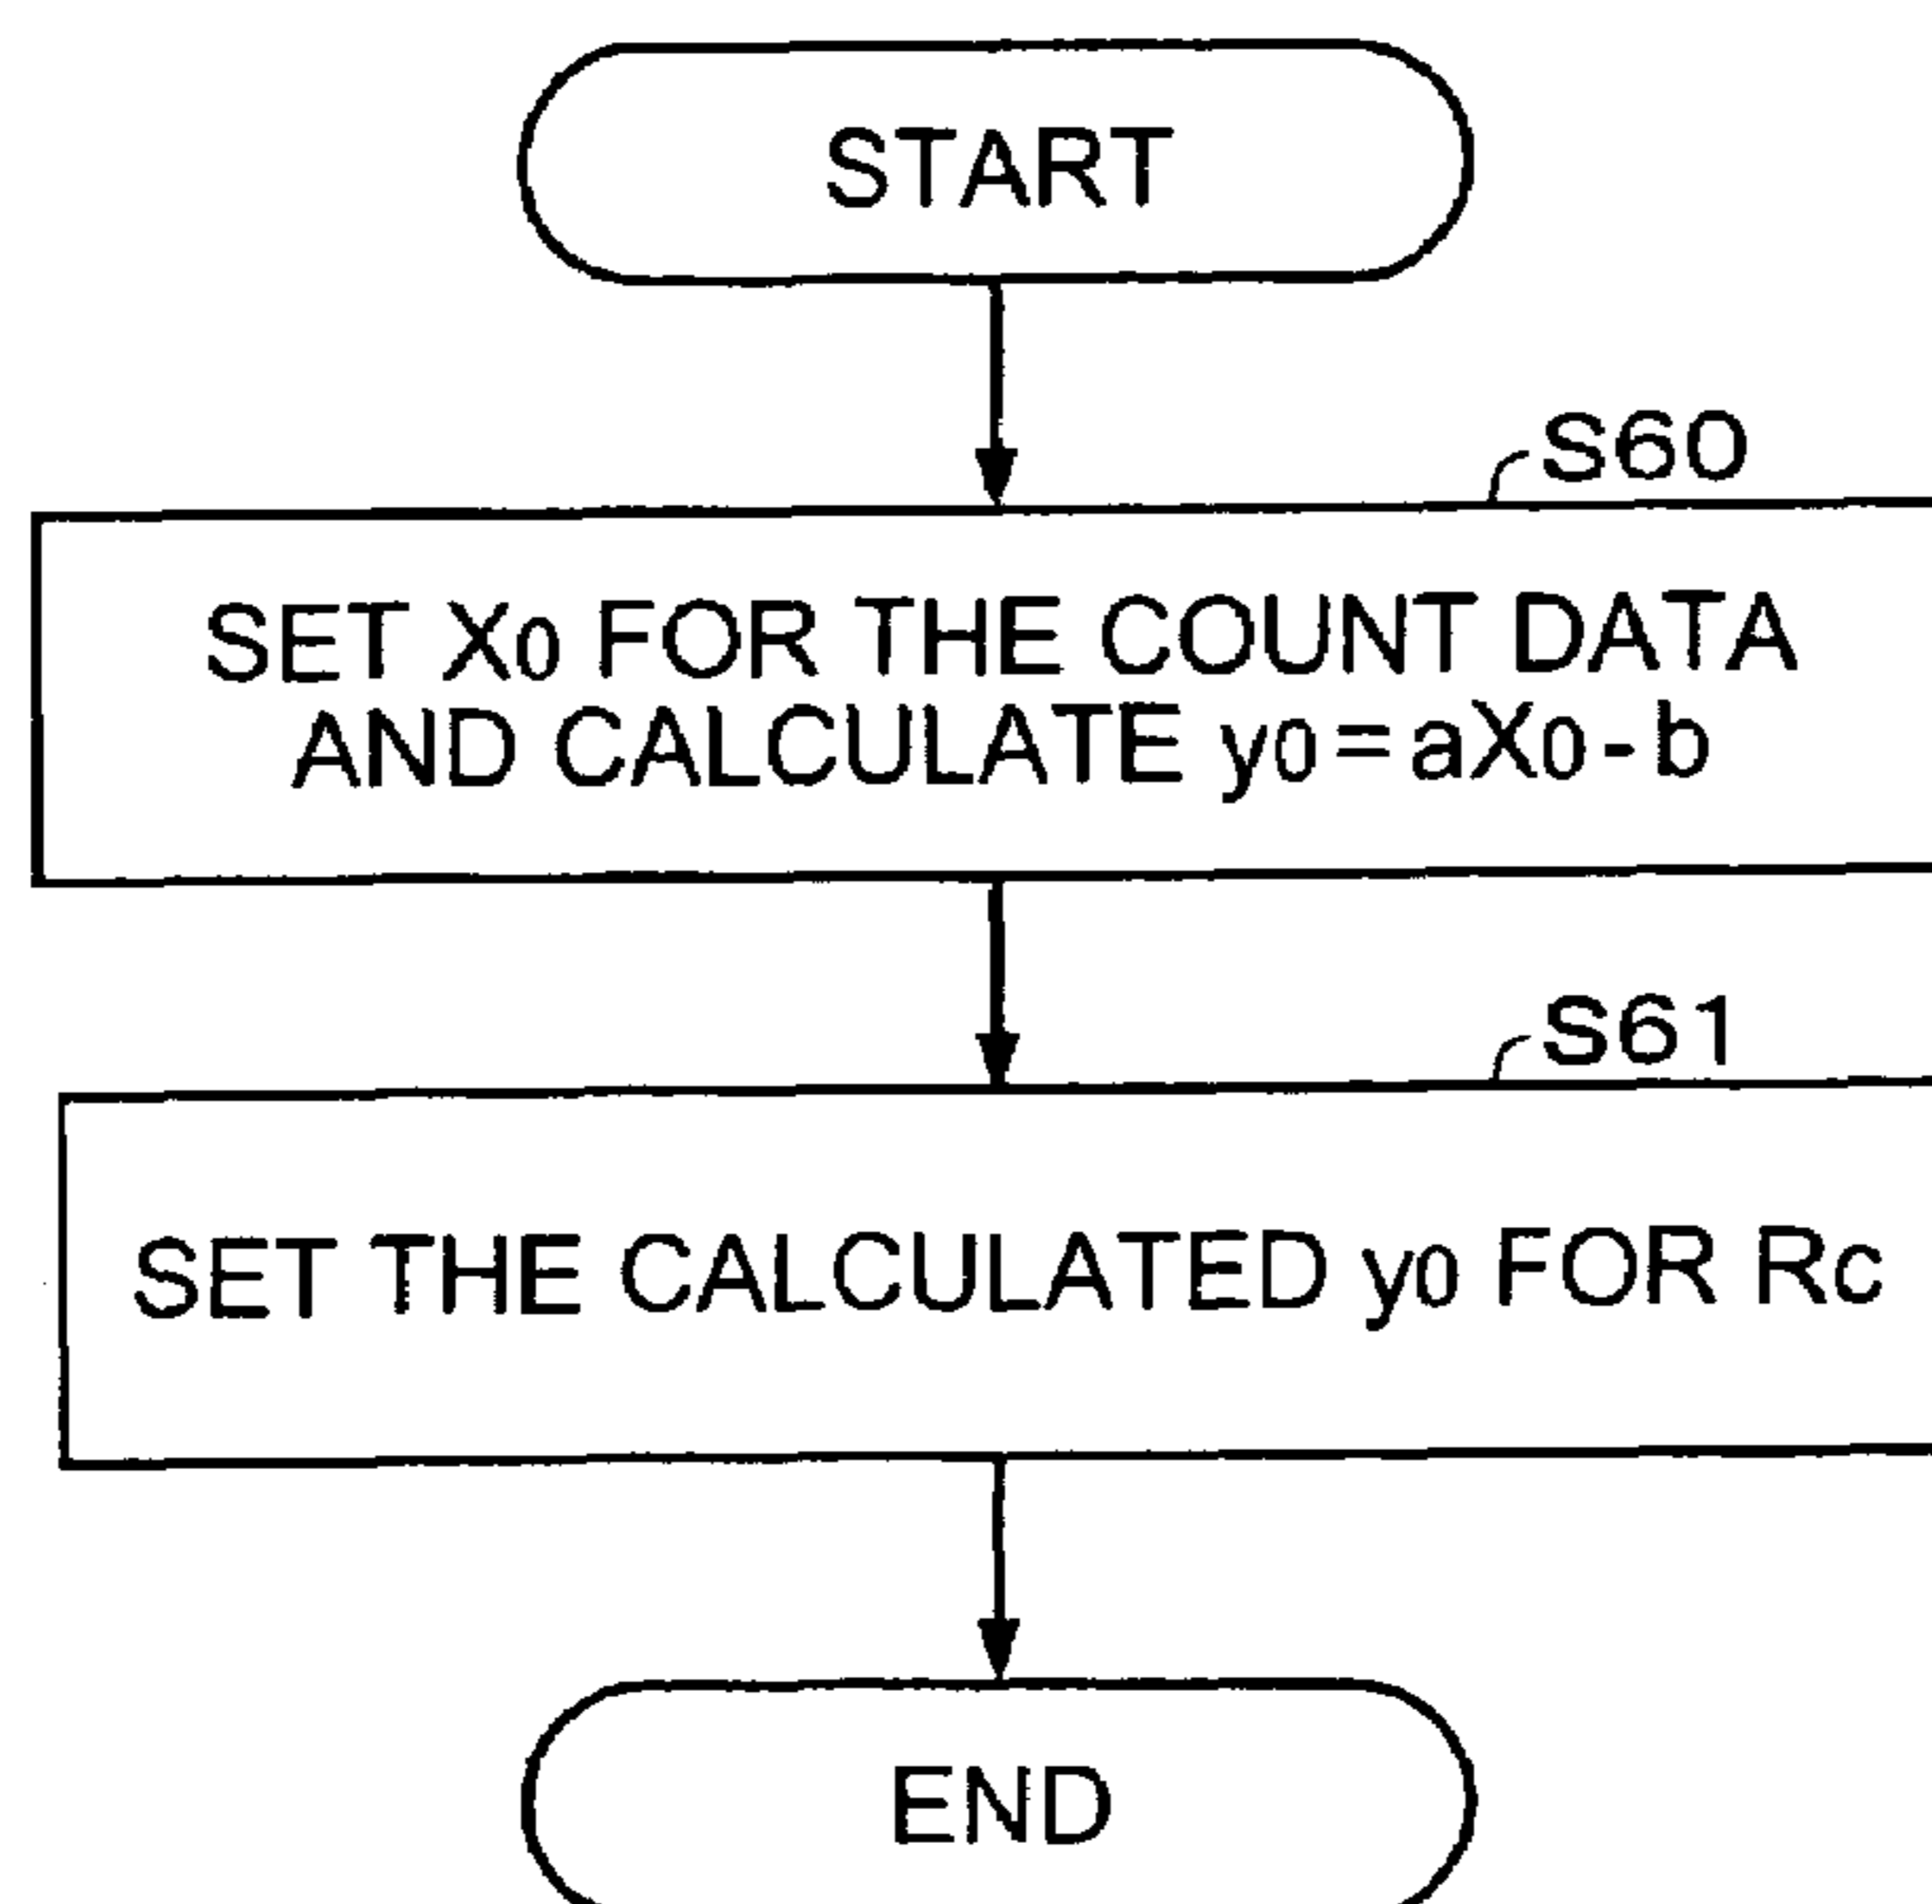 START
S60
SET X0 FOR THE COUNT DATA
AND CALCULATE y0 = aX0 - b
S61
SET THE CALCULATED y0 FOR Rc
END